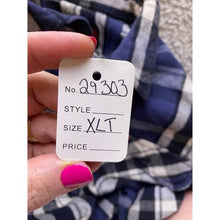 No. 29303
STYLE
SIZE XLT
PRICE